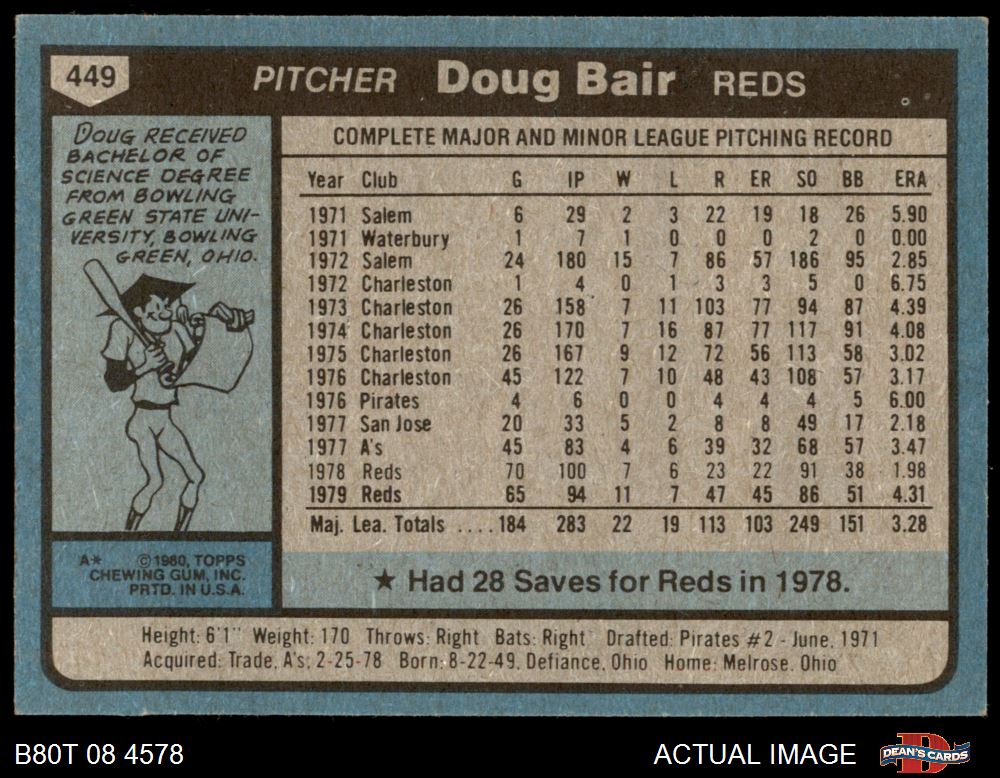 449
PITCHER Doug Bair REDS
DOUG RECEIVED
BACHELOR OF
SCIENCE DEGREE
FROM BOWLING
GREEN STATE UNI-
VERSITY, BOWLING
GREEN, OHIO.
COMPLETE MAJOR AND MINOR LEAGUE PITCHING RECORD
Year Club G IP W L R ER SO BB ERA
1971 Salem 6 29 2 3 22 19 18 26 5.90
1971 Waterbury 1 7 1 0 0 0 2 0 0.00
1972 Salem 24 180 15 7 86 57 186 95 2.85
1972 Charleston 1 4 0 1 3 3 5 0 6.75
1973 Charleston 26 158 7 11 103 77 94 87 4.39
1974 Charleston 26 170 7 16 87 77 117 91 4.08
1975 Charleston 26 167 9 12 72 56 113 58 3.02
1976 Charleston 45 122 7 10 48 43 108 57 3.17
1976 Pirates 4 6 0 0 4 4 4 5 6.00
1977 San Jose 20 33 5 2 8 8 49 17 2.18
1977 A's 45 83 4 6 39 32 68 57 3.47
1978 Reds 70 100 7 6 23 22 91 38 1.98
1979 Reds 65 94 11 7 47 45 86 51 4.31
Maj. Lea. Totals ....184 283 22 19 113 103 249 151 3.28
A* ©1980, TOPPS
CHEWING GUM, INC.
PRTD. IN U.S.A.
★ Had 28 Saves for Reds in 1978.
Height: 6'1" Weight: 170 Throws: Right Bats: Right Drafted: Pirates #2 - June, 1971
Acquired: Trade, A's; 2-25-78 Born: 8-22-49, Defiance, Ohio Home: Melrose, Ohio
B80T 08 4578
ACTUAL IMAGE
D
DEAN'S CARDS